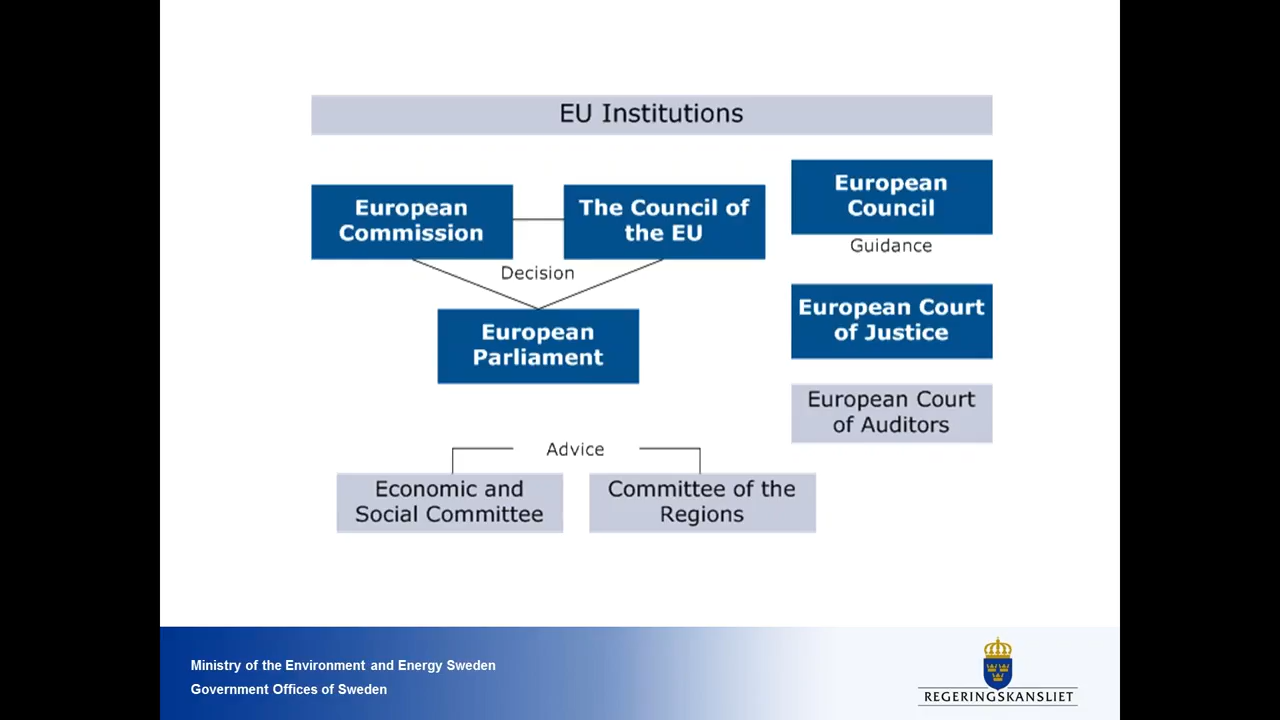 EU Institutions
European
Commission
The Council of
the EU
European
Council
Guidance
Decision
European
Parliament
European Court
of Justice
European Court
of Auditors
Advice
Economic and
Social Committee
Committee of the
Regions
Ministry of the Environment and Energy Sweden
Government Offices of Sweden
REGERINGSKANSLIET